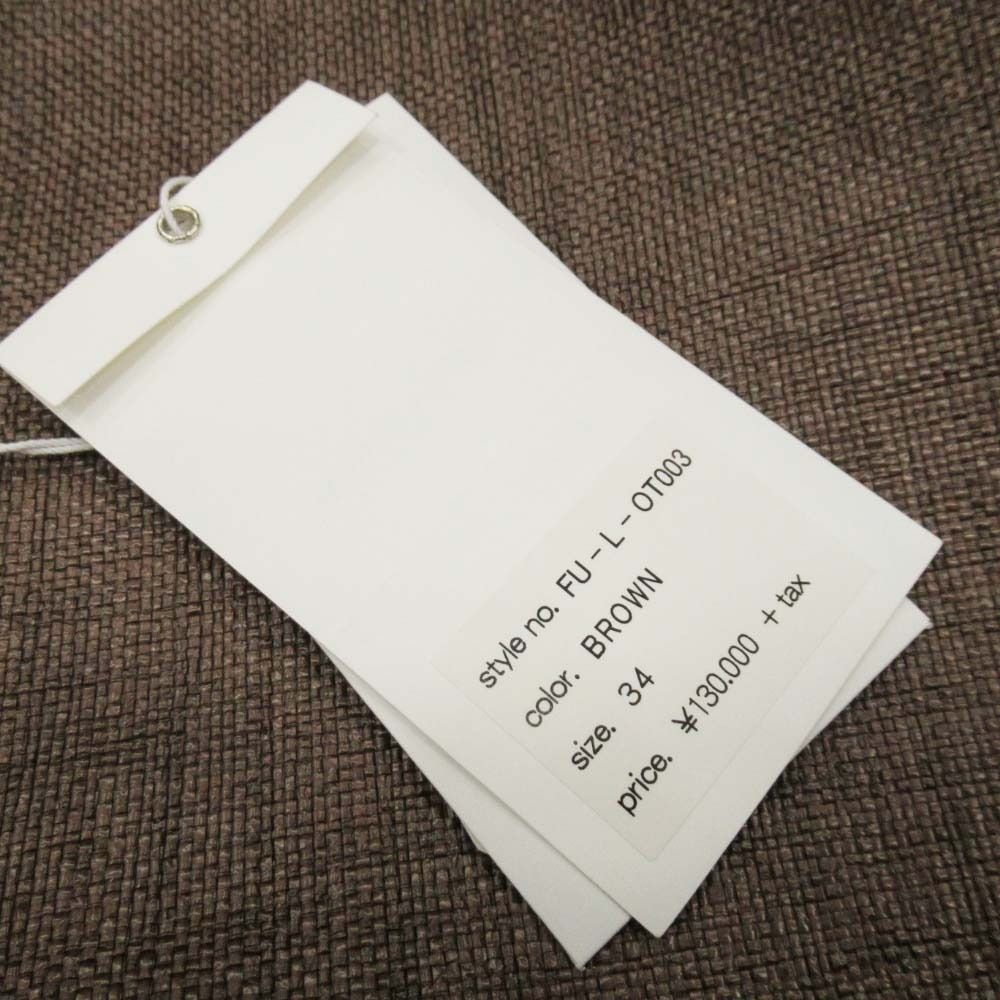 style no. FU-L-OT003
color. BROWN
size. 34
price. ¥130.000 + tax